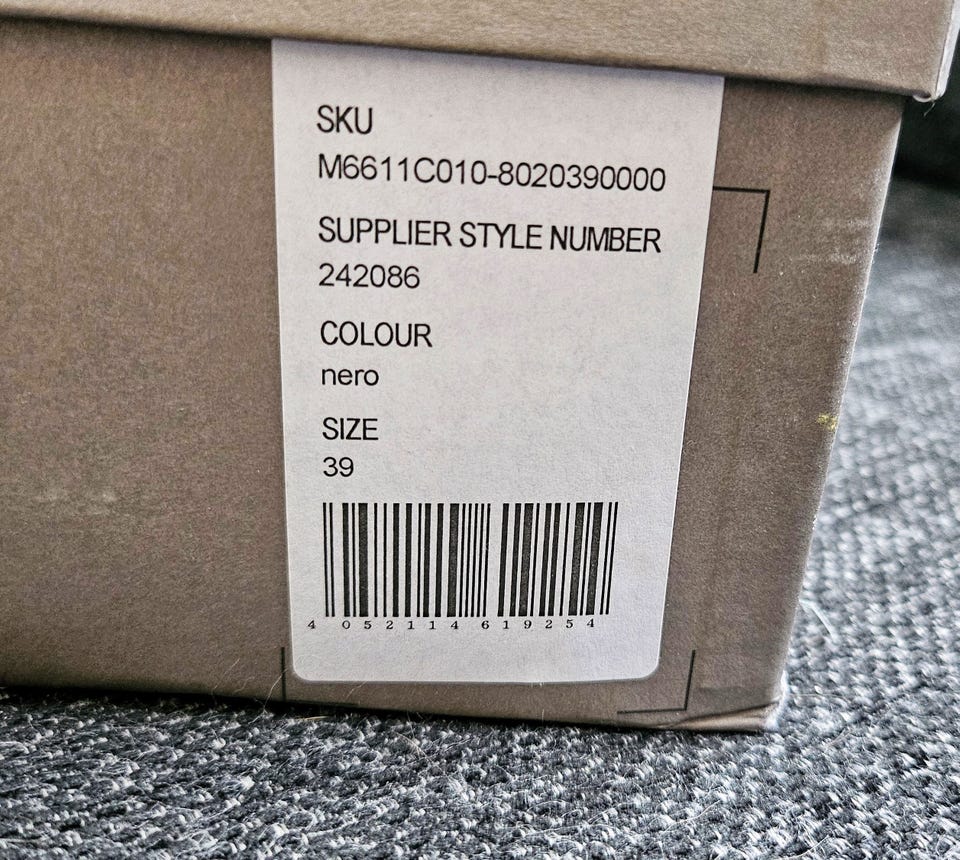 SKU
M6611C010-8020390000
SUPPLIER STYLE NUMBER
242086
COLOUR
nero
SIZE
39
4 052114 619254